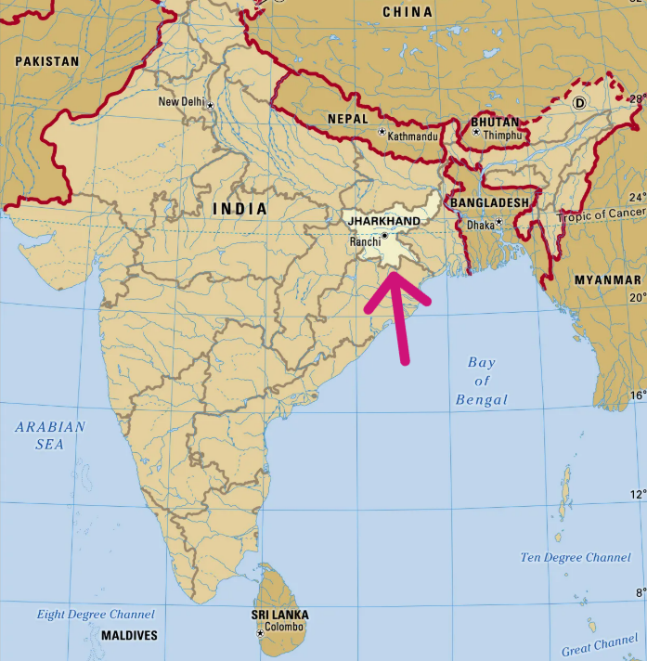 CHINA
PAKISTAN
New Delhi
D
28°
NEPAL
BHUTAN
Kathmandu
Thimphu
INDIA
BANGLADESH
24°
JHARKHAND
Tropic of Cancer
Dhaka
Ranchi
MYANMAR
20°
Bay
of
Bengal
16°
ARABIAN
SEA
12°
Ten Degree Channel
8°
Eight Degree Channel
SRI LANKA
Colombo
MALDIVES
Great Channel